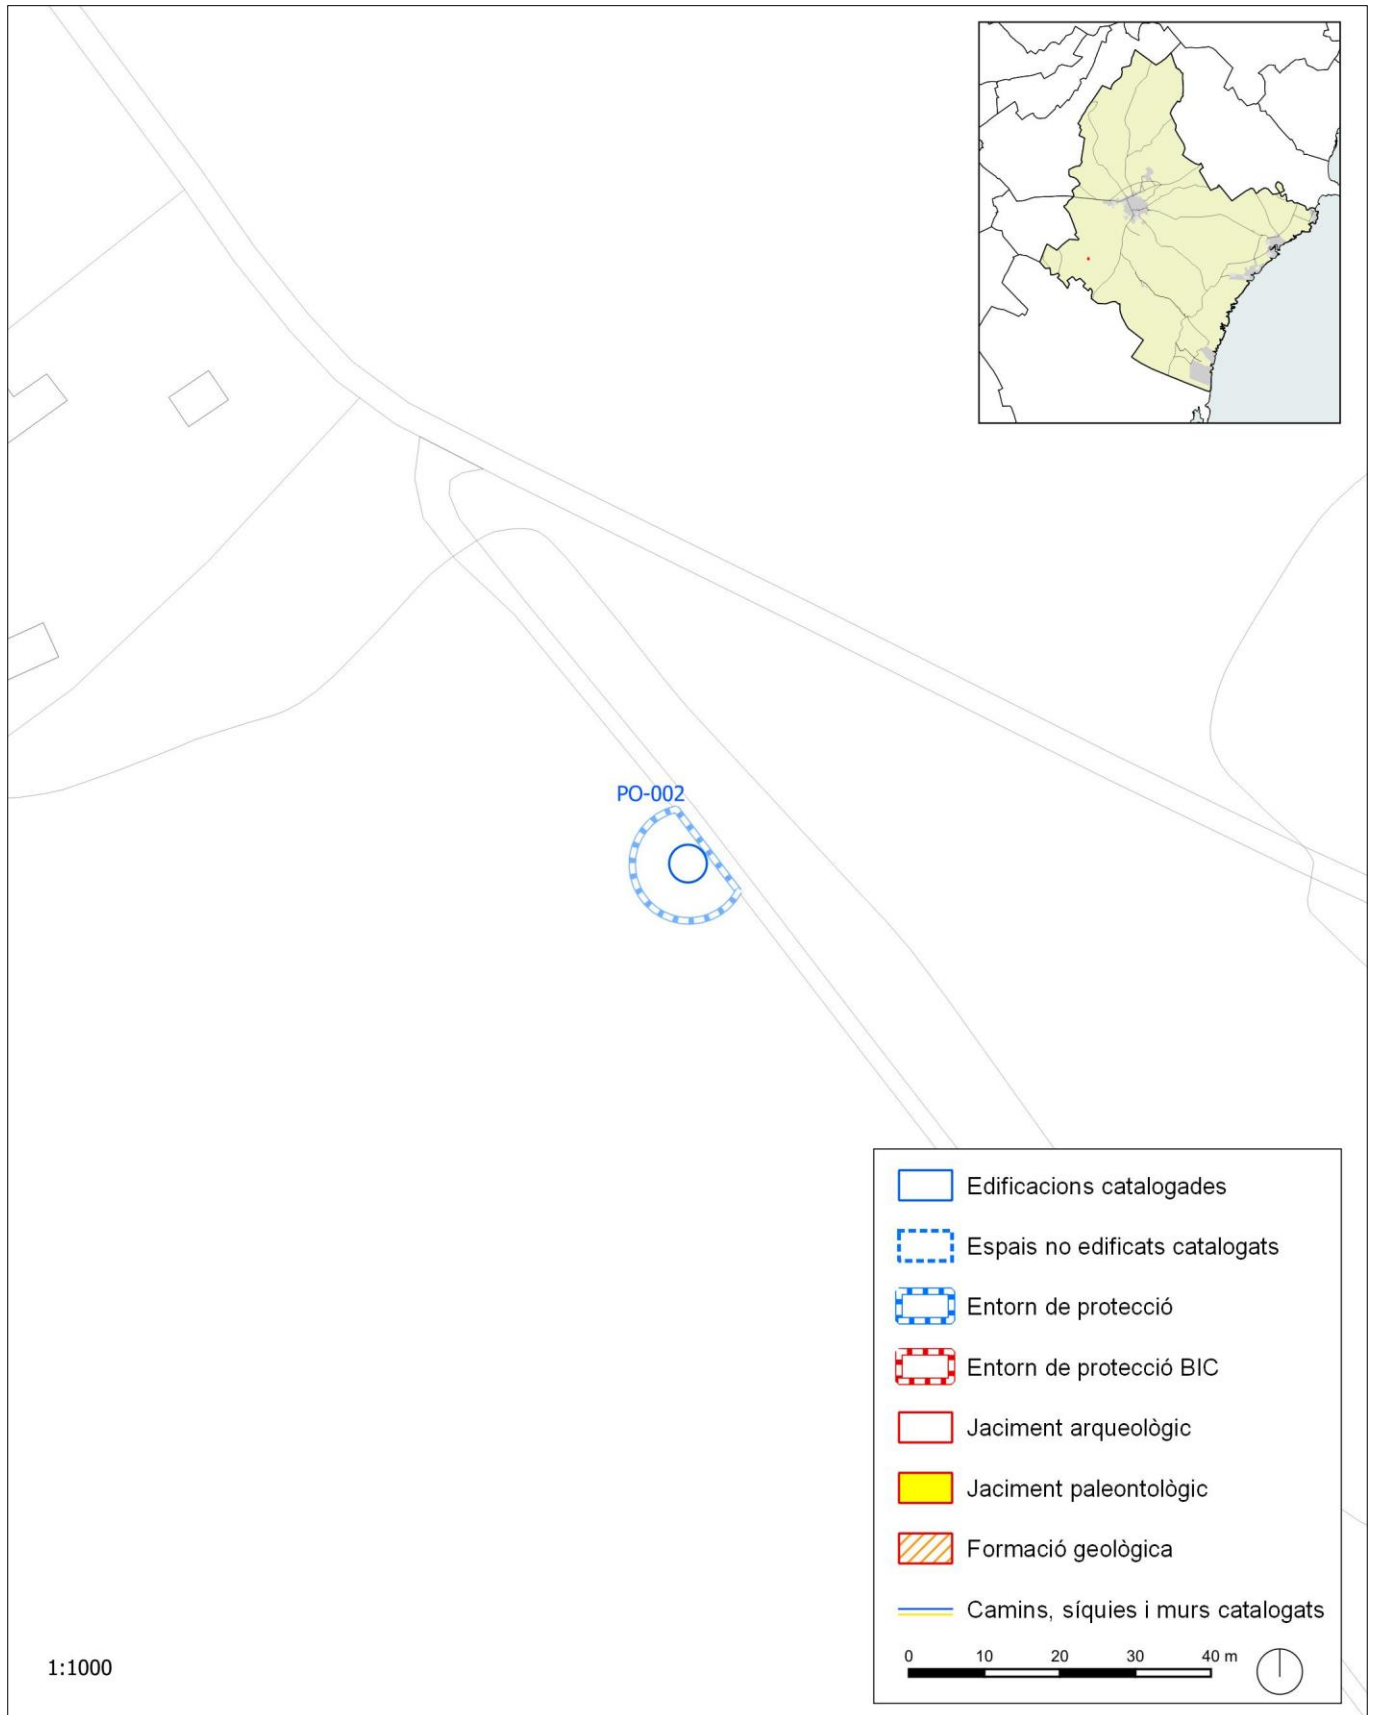 PO-002
Edificacions catalogades
Espais no edificats catalogats
Entorn de protecció
Entorn de protecció BIC
Jaciment arqueològic
Jaciment paleontològic
Formació geològica
Camins, síquies i murs catalogats
0 10 20 30 40 m
1:1000